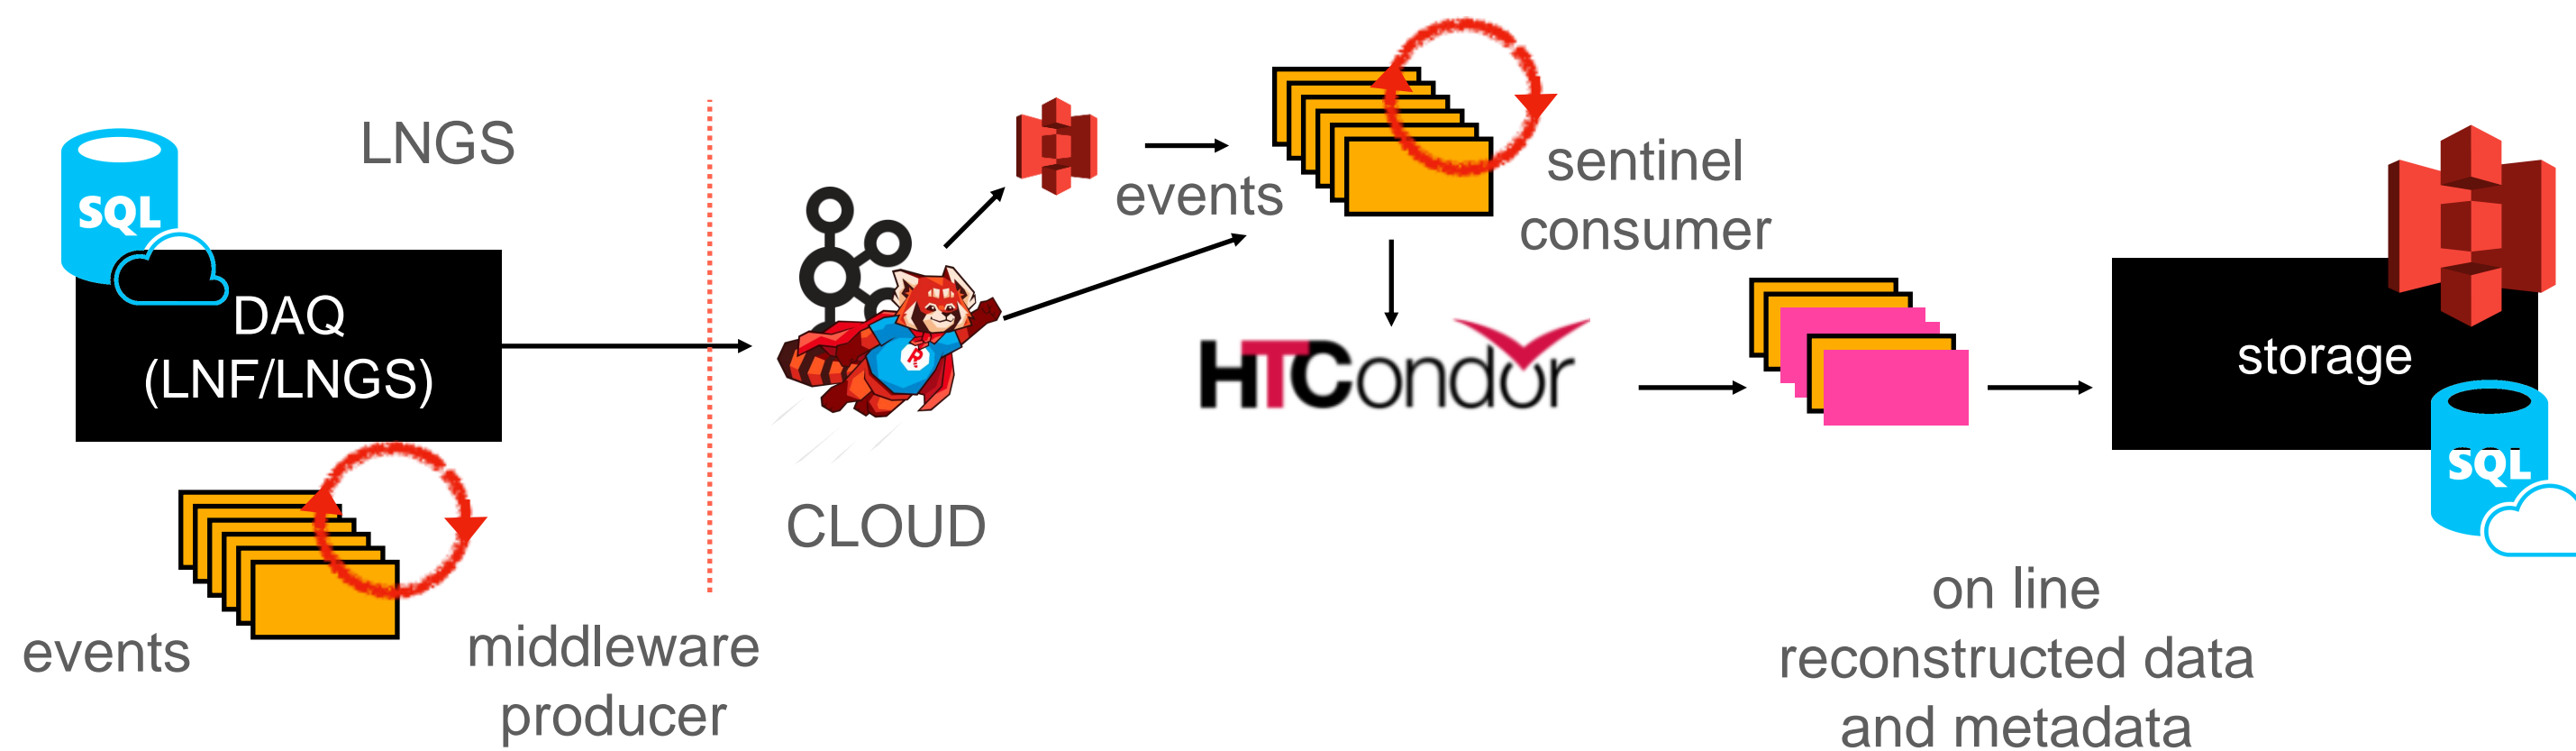 LNGS
SQL
DAQ
(LNF/LNGS)
events
middleware
producer
CLOUD
events
sentinel
consumer
HTCondor
on line
reconstructed data
and metadata
storage
SQL